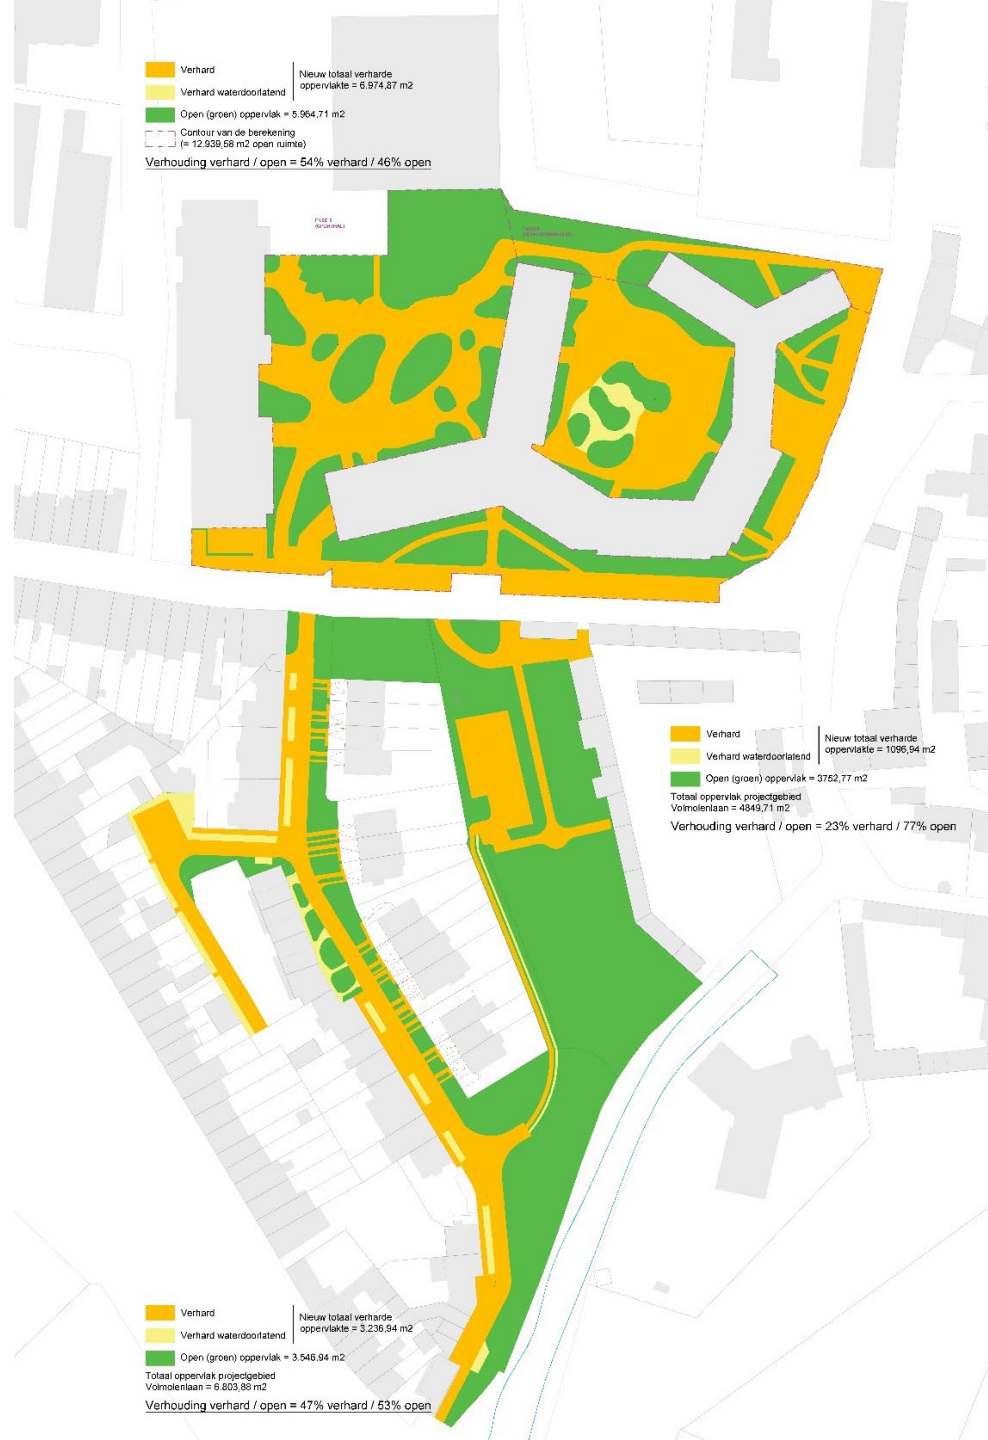 Verhard
Verhard waterdoorlatend
Nieuw totaal verharde
oppervlakte = 6.974,87 m2
Open (groen) oppervlak = 5.964,71 m2
Contour van de berekening
(= 12.939,58 m2 open ruimte)
Verhouding verhard / open = 54% verhard / 46% open
Verhard
Verhard waterdoorlatend
Nieuw totaal verharde
oppervlakte = 1096,94 m2
Open (groen) oppervlak = 3752,77 m2
Totaal oppervlak projectgebied
Volmolenlaan = 4849,71 m2
Verhouding verhard / open = 23% verhard / 77% open
Verhard
Verhard waterdoorlatend
Nieuw totaal verharde
oppervlakte = 3.236,94 m2
Open (groen) oppervlak = 3.546,94 m2
Totaal oppervlak projectgebied
Volmolenlaan = 6.803,88 m2
Verhouding verhard / open = 47% verhard / 53% open